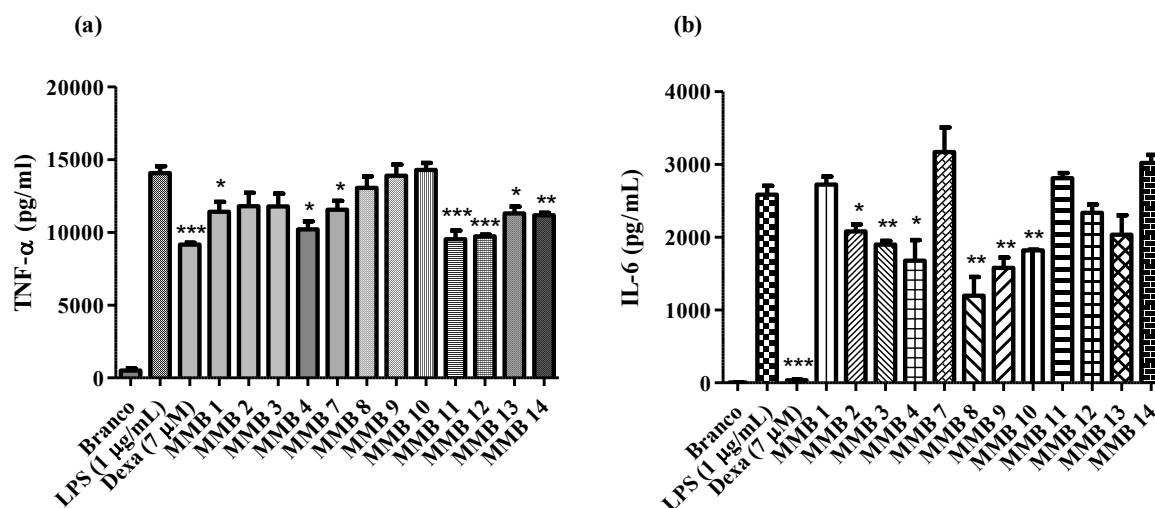 (a)
TNF-α (pg/ml)
20000
15000
10000
5000
0
***
*
*
*
***
***
*
**
Branco
LPS (1 µg/mL)
Dexa (7 µM)
MMB 1
MMB 2
MMB 3
MMB 4
MMB 7
MMB 8
MMB 9
MMB 10
MMB 11
MMB 12
MMB 13
MMB 14
(b)
IL-6 (pg/mL)
4000
3000
2000
1000
0
***
*
**
*
**
**
**
Branco
LPS (1 µg/mL)
Dexa (7 µM)
MMB 1
MMB 2
MMB 3
MMB 4
MMB 7
MMB 8
MMB 9
MMB 10
MMB 11
MMB 12
MMB 13
MMB 14